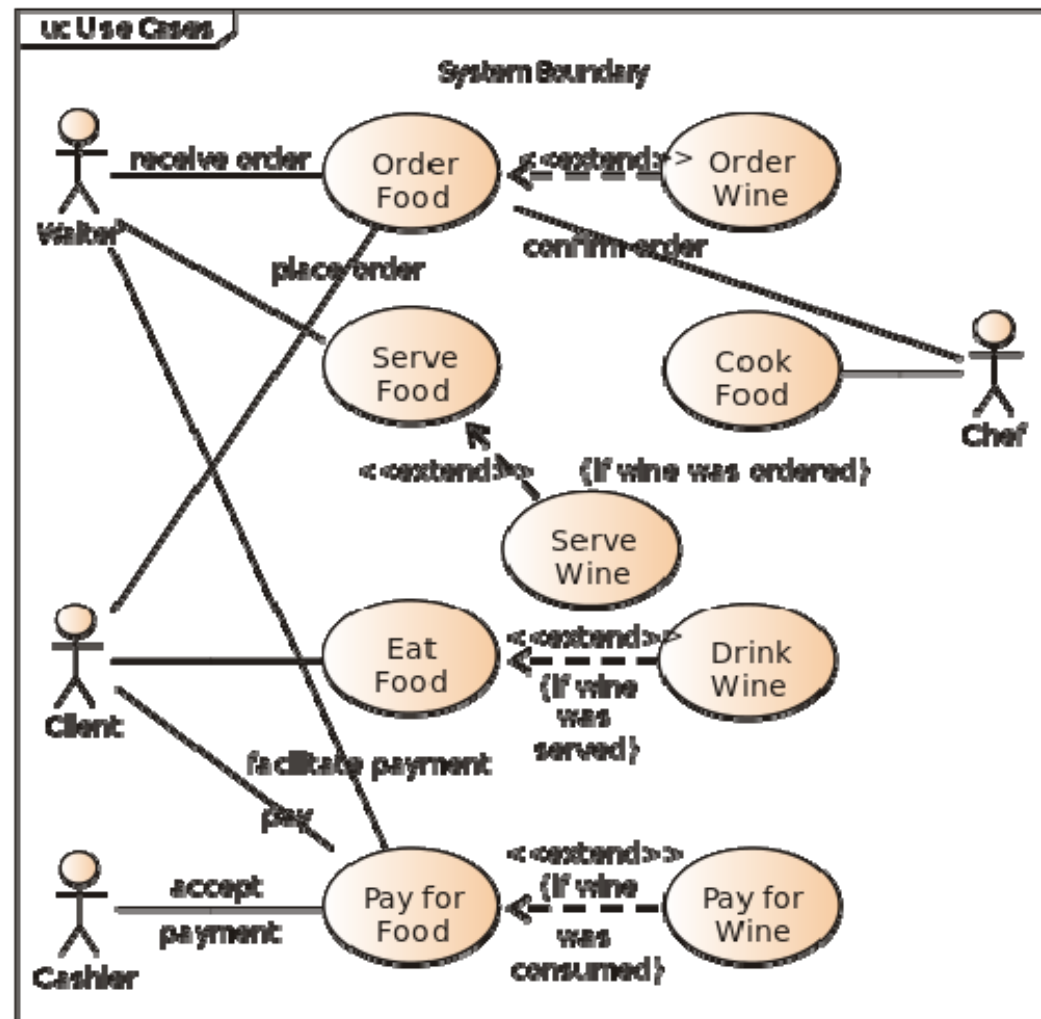 uc Use Cases
System Boundary
receive order
Order
Food
<<extend>>
Order
Wine
Waiter
place order
confirm order
Serve
Food
Cook
Food
Chef
<<extend>>
{if wine was ordered}
Serve
Wine
Eat
Food
<<extend>>
{if wine
was
served}
Drink
Wine
Client
facilitate payment
pay
accept
payment
Pay for
Food
<<extend>>
{if wine
was
consumed}
Pay for
Wine
Cashier